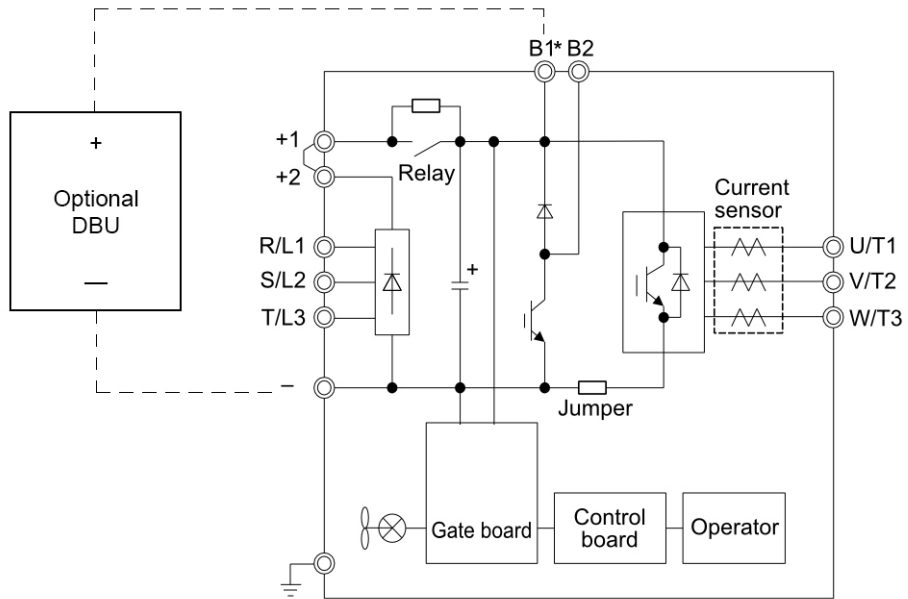 B1* B2
+
Optional
DBU
—
+1
+2
Relay
Current
sensor
R/L1
S/L2
T/L3
+
U/T1
V/T2
W/T3
–
Jumper
Gate board
Control
board
Operator